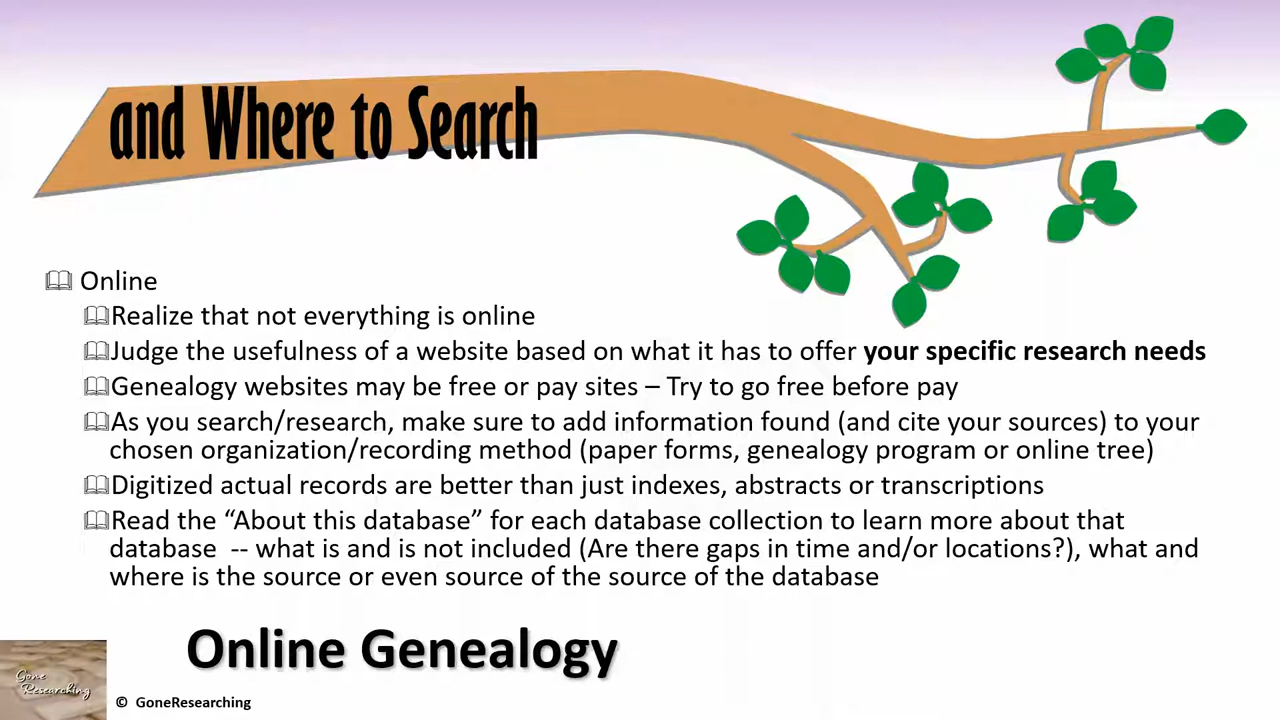 and Where to Search
Online
Realize that not everything is online
Judge the usefulness of a website based on what it has to offer your specific research needs
Genealogy websites may be free or pay sites – Try to go free before pay
As you search/research, make sure to add information found (and cite your sources) to your
chosen organization/recording method (paper forms, genealogy program or online tree)
Digitized actual records are better than just indexes, abstracts or transcriptions
Read the “About this database” for each database collection to learn more about that
database  -- what is and is not included (Are there gaps in time and/or locations?), what and
where is the source or even source of the source of the database
Online Genealogy
Gone
Researching
© GoneResearching